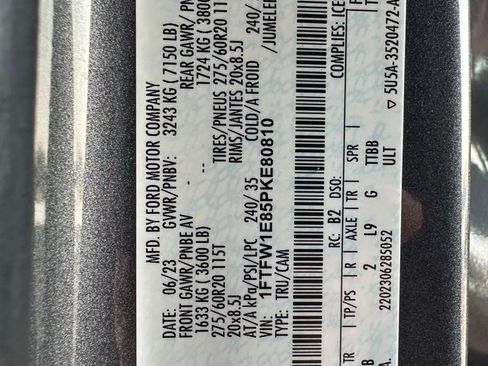 MFD. BY FORD MOTOR COMPANY
DATE: 06/23 GVWR/PNBV: 3243 KG ( 7150 LB)
FRONT GAWR/PNBE AV REAR GAWR/
1633 KG ( 3600 LB) -- -- 1724 KG ( 3800
275/60R20 115T TIRES/PNEUS 275/60R20 11
20x8.5J RIMS/JANTES 20x8.5J
AT/A kPa/PSI/LPC 240/ 35 COLD/A FROID 240/
VIN: 1FTFW1E85PKE80810
TYPE: TRU/CAM
COMPLIES:
RC: B2 DSO:
TR TP/PS R AXLE TR SPR
B 2 L9 G TTBB
A. 2202306285052 ULT
▽ 5U5A-3520472-A